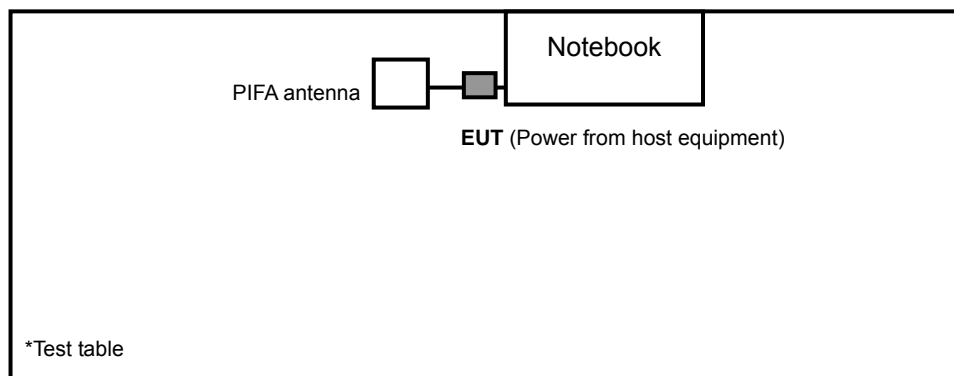 Notebook
PIFA antenna
EUT (Power from host equipment)
*Test table